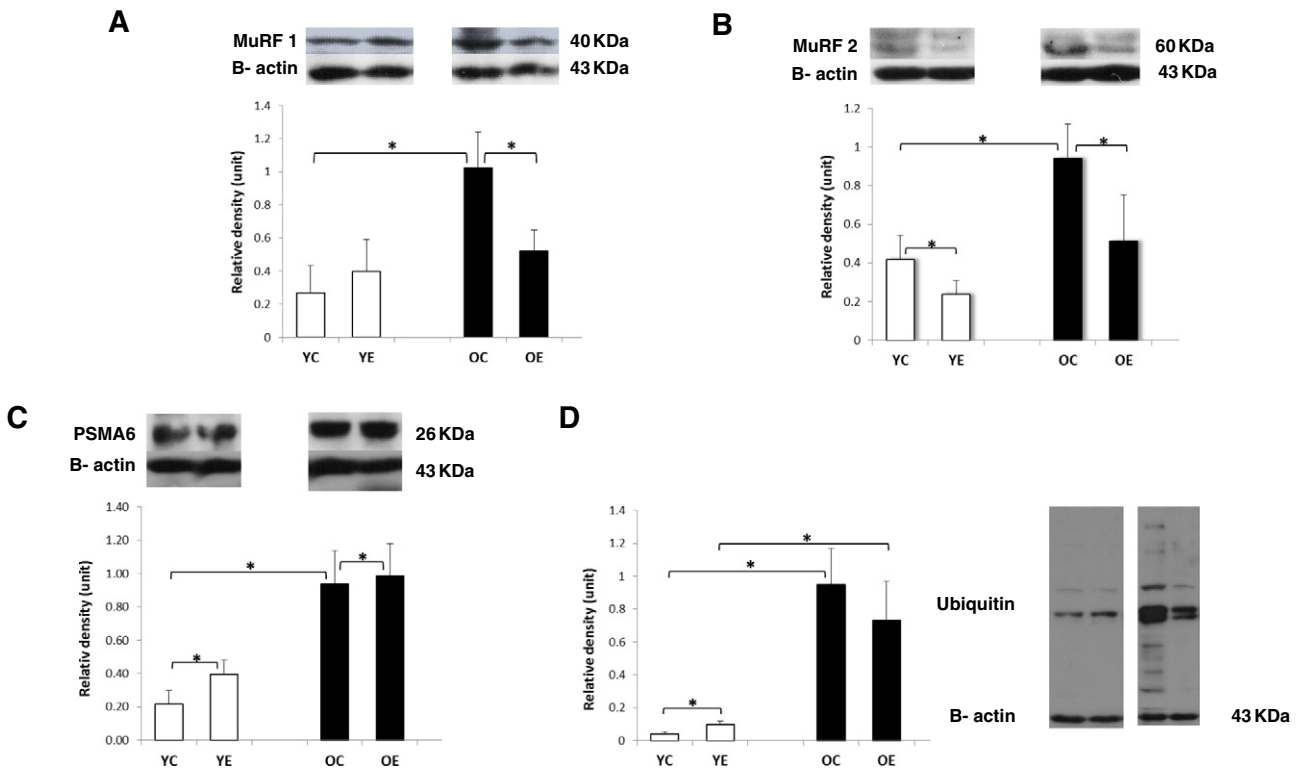 A
MuRF 1
40 KDa
B- actin
43 KDa
1.4
1.2
1
0.8
0.6
0.4
0.2
0
Relative density (unit)
*
*
YC YE OC OE
B
MuRF 2
60 KDa
B- actin
43 KDa
1.2
1
0.8
0.6
0.4
0.2
0
Relative density (unit)
*
*
*
YC YE OC OE
C
PSMA6
26 KDa
B- actin
43 KDa
1.40
1.20
1.00
0.80
0.60
0.40
0.20
0.00
Relativ density (unit)
*
*
*
YC YE OC OE
D
1.4
1.2
1
0.8
0.6
0.4
0.2
0
Relative density (unit)
*
*
*
YC YE OC OE
Ubiquitin
B- actin
43 KDa